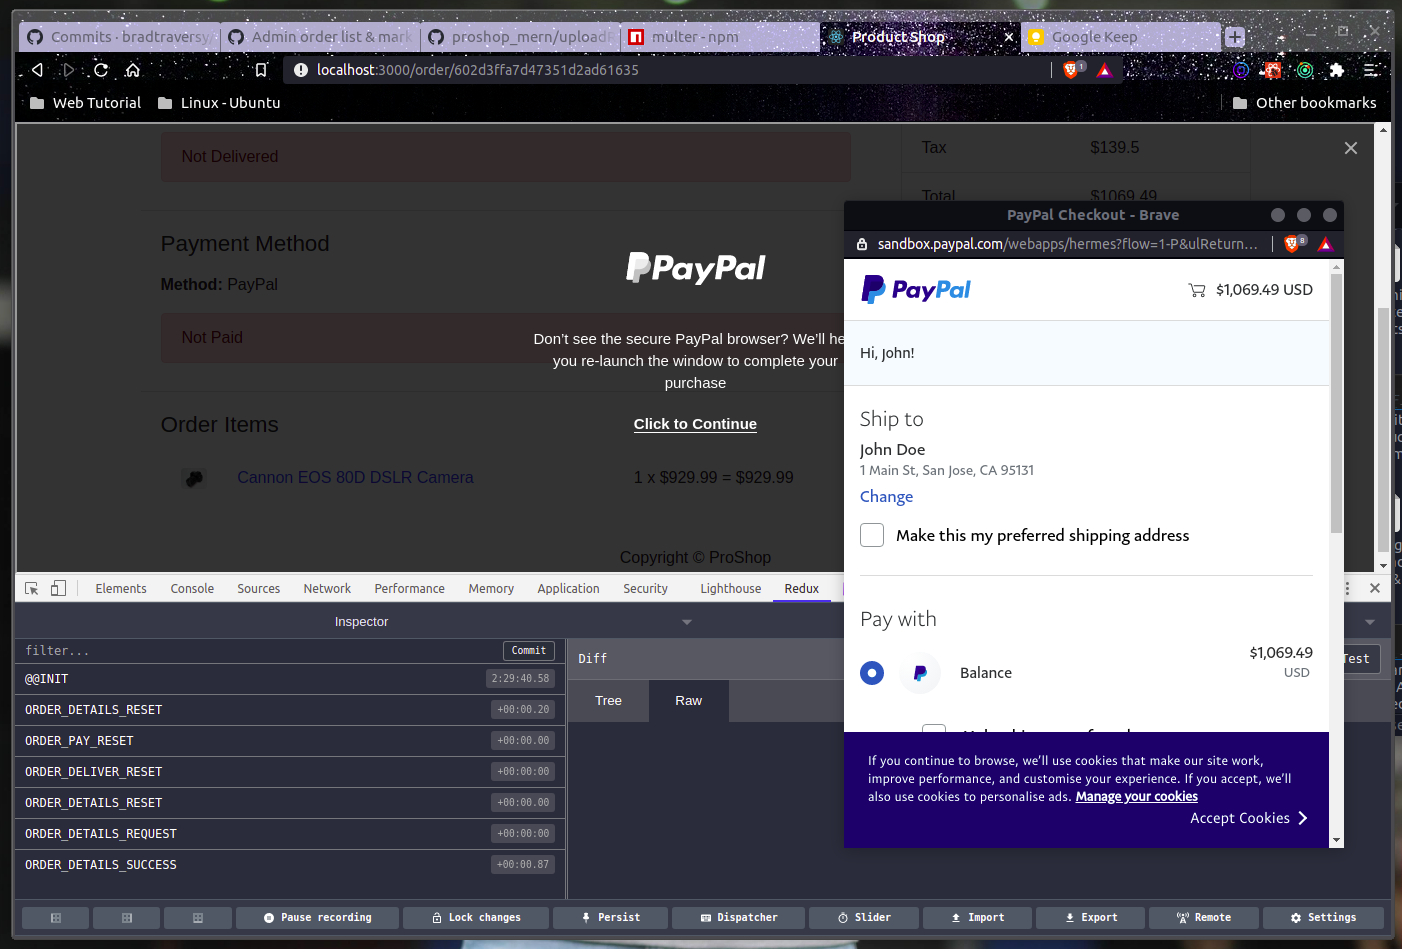 Commits · bradtraversy
Admin order list & mark
proshop_mern/upload
multer - npm
Product Shop
Google Keep
localhost:3000/order/602d3ffa7d47351d2ad61635
1
Web Tutorial
Linux - Ubuntu
Other bookmarks
Not Delivered
Tax
$139.5
Total
$1069.49
Payment Method
Method: PayPal
Not Paid
Order Items
Cannon EOS 80D DSLR Camera
1 x $929.99 = $929.99
Copyright © ProShop
PayPal
Don't see the secure PayPal browser? We'll he
you re-launch the window to complete your
purchase
Click to Continue
PayPal Checkout - Brave
sandbox.paypal.com/webapps/hermes?flow=1-P&ulReturn...
8
PayPal
$1,069.49 USD
Hi, John!
Ship to
John Doe
1 Main St, San Jose, CA 95131
Change
Make this my preferred shipping address
Pay with
Balance
$1,069.49
USD
If you continue to browse, we'll use cookies that make our site work,
improve performance, and customise your experience. If you accept, we'll
also use cookies to personalise ads. Manage your cookies
Accept Cookies
Elements
Console
Sources
Network
Performance
Memory
Application
Security
Lighthouse
Redux
Inspector
filter...
Commit
@@INIT
2:29:40.58
ORDER_DETAILS_RESET
+00:00.20
ORDER_PAY_RESET
+00:00.00
ORDER_DELIVER_RESET
+00:00:00
ORDER_DETAILS_RESET
+00:00.00
ORDER_DETAILS_REQUEST
+00:00:00
ORDER_DETAILS_SUCCESS
+00:00.87
Diff
Test
Tree
Raw
Pause recording
Lock changes
Persist
Dispatcher
Slider
Import
Export
Remote
Settings